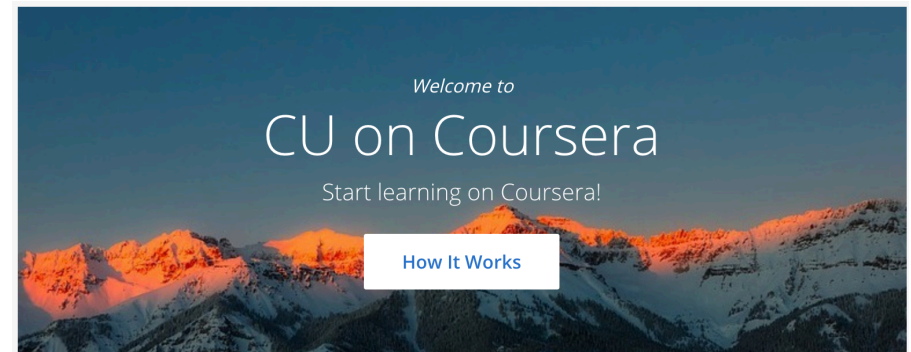 Welcome to
CU on Coursera
Start learning on Coursera!
How It Works